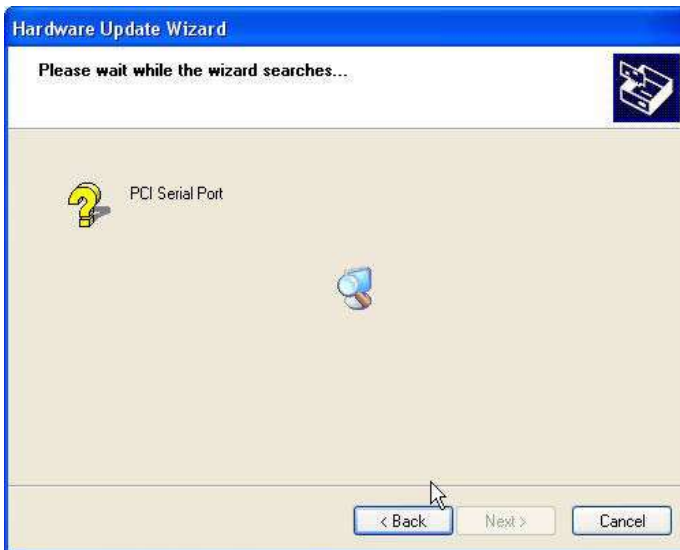 Hardware Update Wizard
Please wait while the wizard searches...
PCI Serial Port
< Back
Next >
Cancel